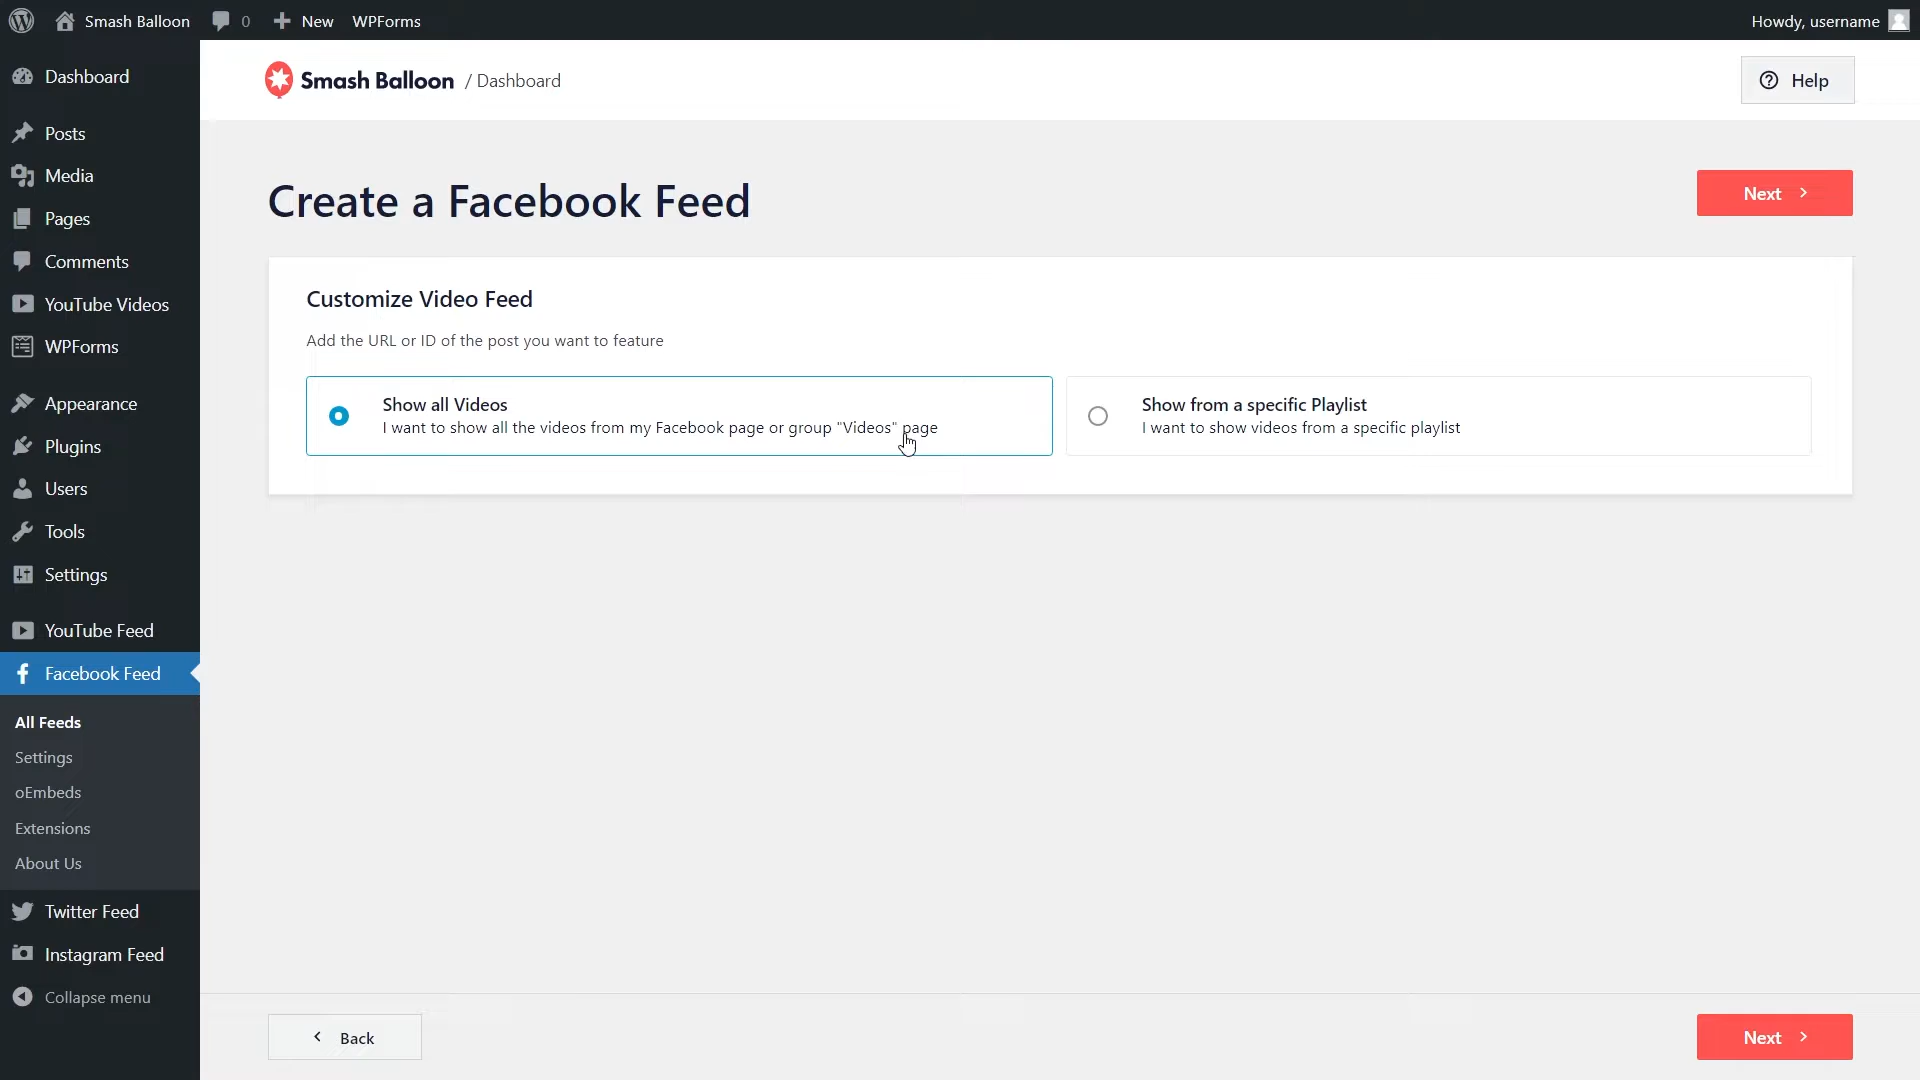 Smash Balloon
0
New
WPForms
Howdy, username
Dashboard
Posts
Media
Pages
Comments
YouTube Videos
WPForms
Appearance
Plugins
Users
Tools
Settings
YouTube Feed
Facebook Feed
All Feeds
Settings
oEmbeds
Extensions
About Us
Twitter Feed
Instagram Feed
Collapse menu
Smash Balloon / Dashboard
Help
Create a Facebook Feed
Next
Customize Video Feed
Add the URL or ID of the post you want to feature
Show all Videos
I want to show all the videos from my Facebook page or group "Videos" page
Show from a specific Playlist
I want to show videos from a specific playlist
Back
Next